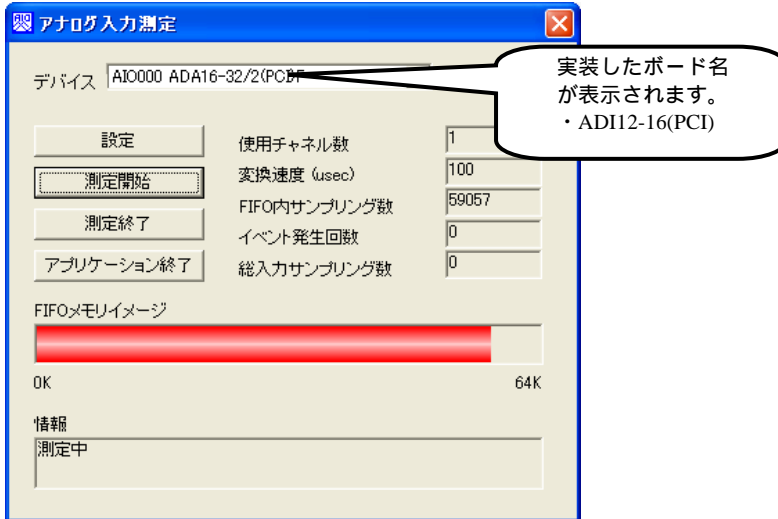 アナログ入力測定
デバイス AIO000 ADA16-32/2(PCI)F
実装したボード名
が表示されます。
・ADI12-16(PCI)
設定
測定開始
測定終了
アプリケーション終了
使用チャネル数 1
変換速度 (usec) 100
FIFO内サンプリング数 59057
イベント発生回数 0
総入力サンプリング数 0
FIFOメモリイメージ
0K 64K
情報
測定中